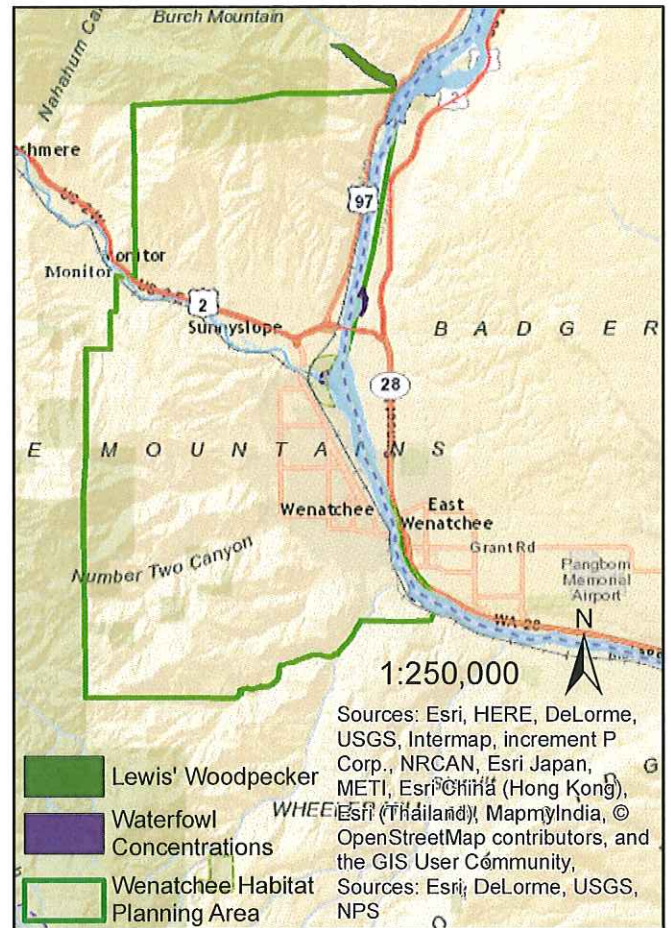 Burch Mountain
Nahahum Ca
shmere
97
onitor
Monitor
2
Sunnyslope
B A D G E R
28
E M O U N T A I N S
Wenatchee
East
Wenatchee
Grant Rd
Number Two Canyon
Pangborn
Memorial
Airport
N
WA-28
1:250,000
Sources: Esri, HERE, DeLorme,
USGS, Intermap, increment P
Corp., NRCAN, Esri Japan,
METI, Esri China (Hong Kong),
Esri (Thailand), MapmyIndia, ©
OpenStreetMap contributors, and
the GIS User Community,
Sources: Esri, DeLorme, USGS,
NPS
Lewis' Woodpecker
Waterfowl
Concentrations
Wenatchee Habitat
Planning Area